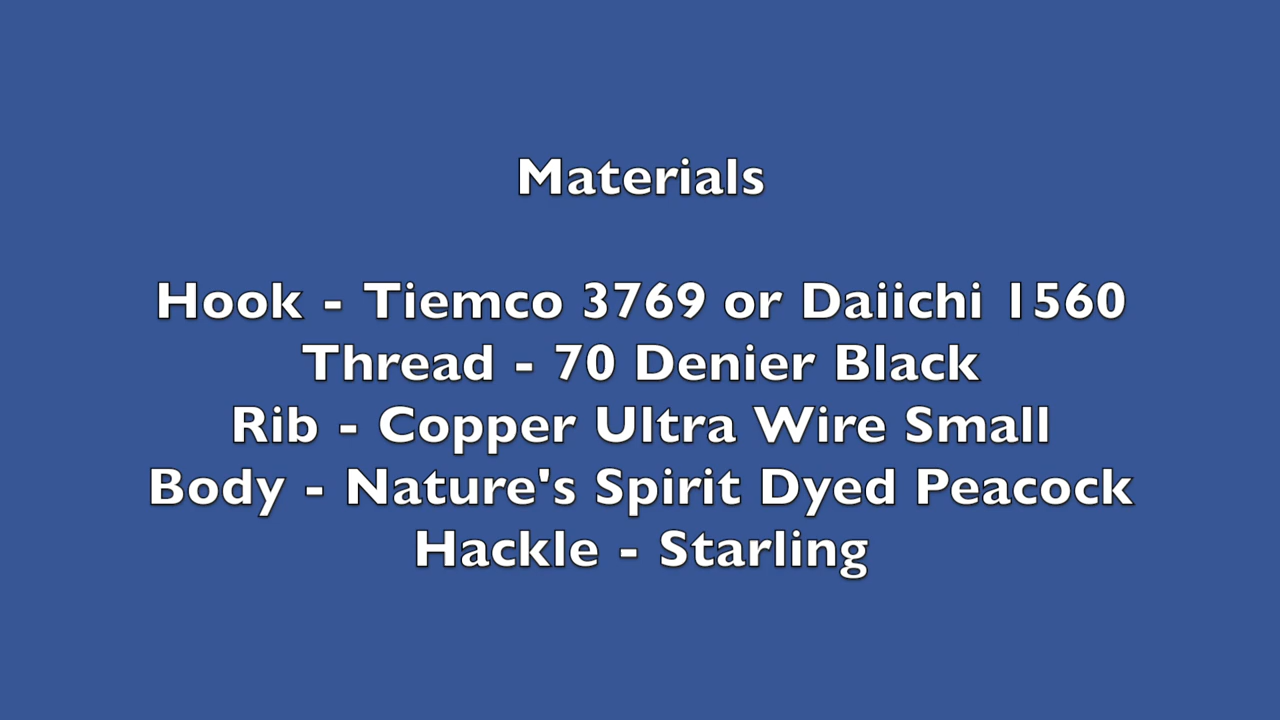 Materials
Hook - Tiemco 3769 or Daiichi 1560
Thread - 70 Denier Black
Rib - Copper Ultra Wire Small
Body - Nature's Spirit Dyed Peacock
Hackle - Starling